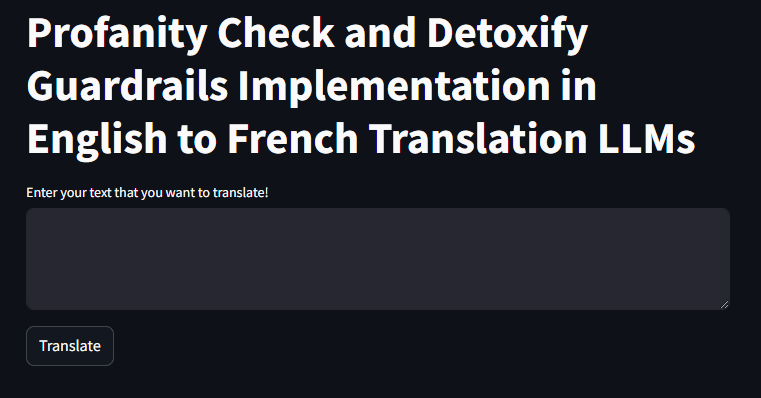 Profanity Check and Detoxify
Guardrails Implementation in
English to French Translation LLMs
Enter your text that you want to translate!
Translate